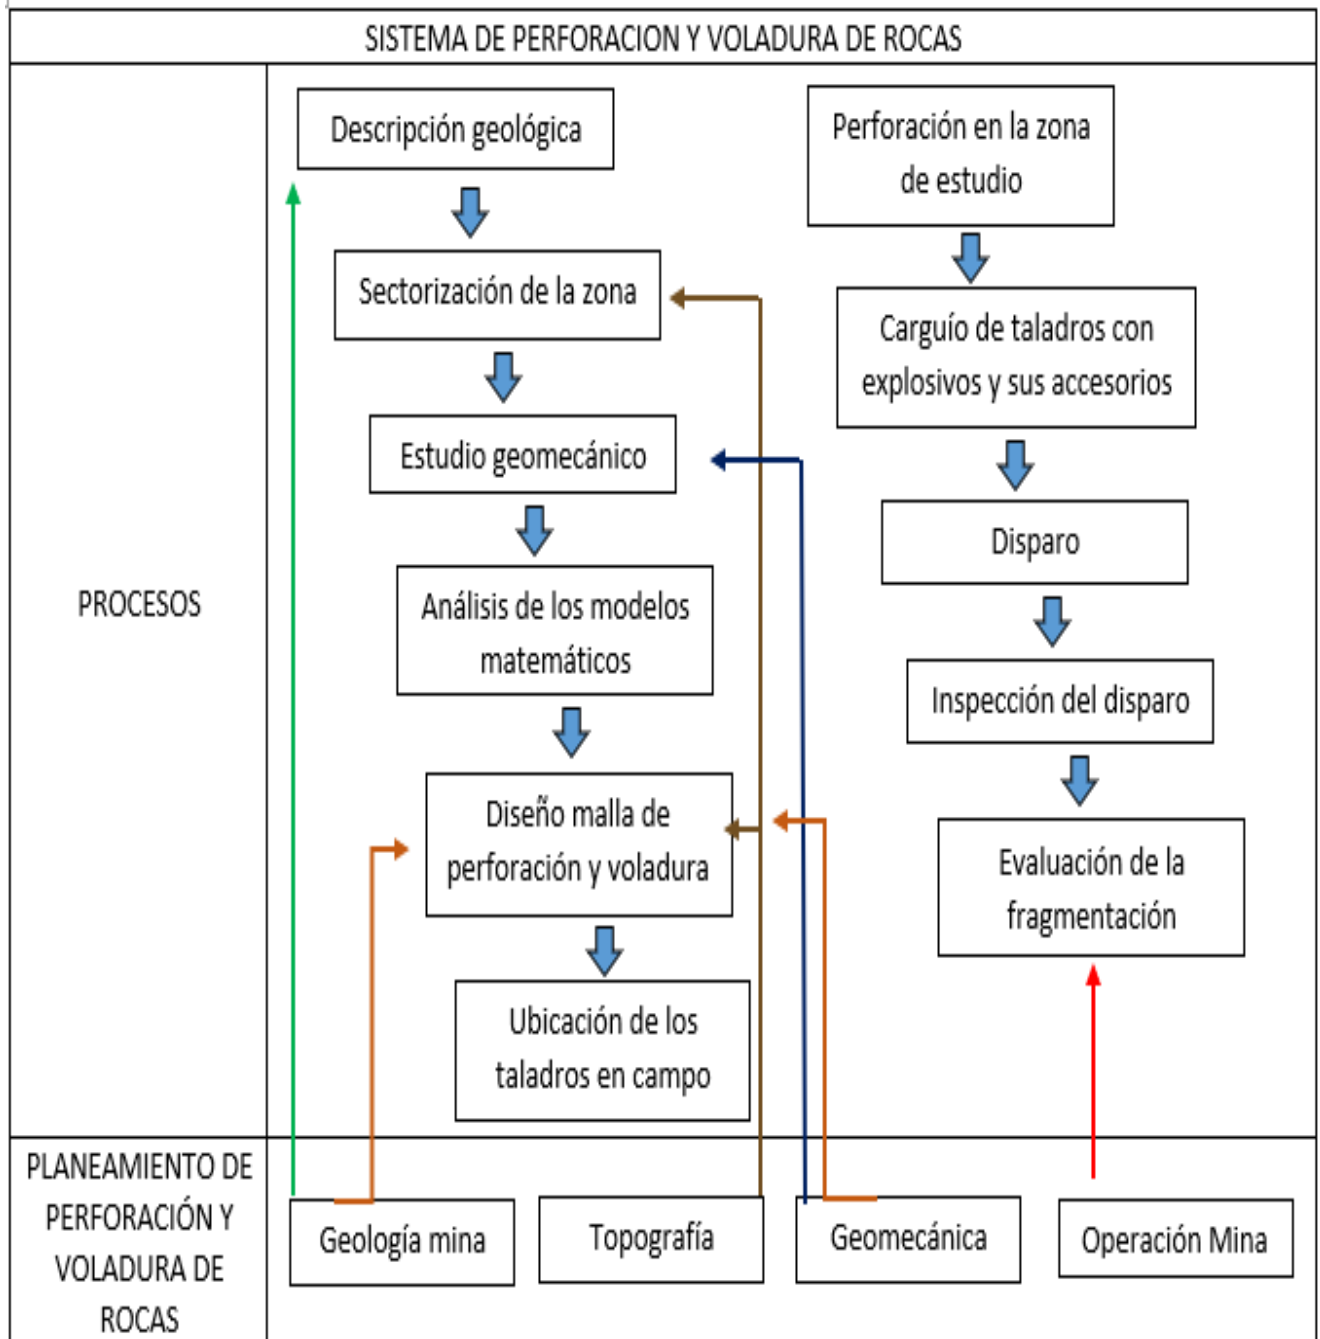 SISTEMA DE PERFORACION Y VOLADURA DE ROCAS
PROCESOS
Descripción geológica
Sectorización de la zona
Estudio geomecánico
Análisis de los modelos
matemáticos
Diseño malla de
perforación y voladura
Ubicación de los
taladros en campo
Perforación en la zona
de estudio
Carguío de taladros con
explosivos y sus accesorios
Disparo
Inspección del disparo
Evaluación de la
fragmentación
PLANEAMIENTO DE
PERFORACIÓN Y
VOLADURA DE
ROCAS
Geología mina
Topografía
Geomecánica
Operación Mina